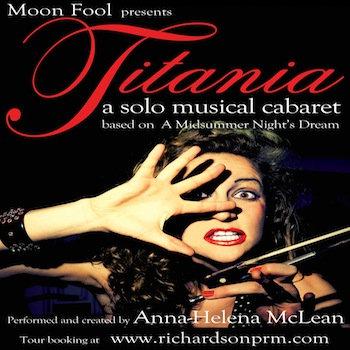 Moon Fool presents
Titania
a solo musical cabaret
based on A Midsummer Night's Dream
Performed and created by Anna-Helena McLean
Tour booking at www.richardsonprm.com